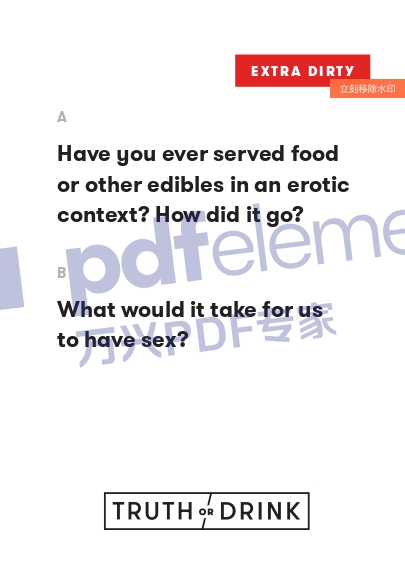 EXTRA DIRTY
立刻移除水印
A
Have you ever served food
or other edibles in an erotic
context? How did it go?
pdfeleme
B
What would it take for us
to have sex?
万兴PDF专家
TRUTH OR DRINK